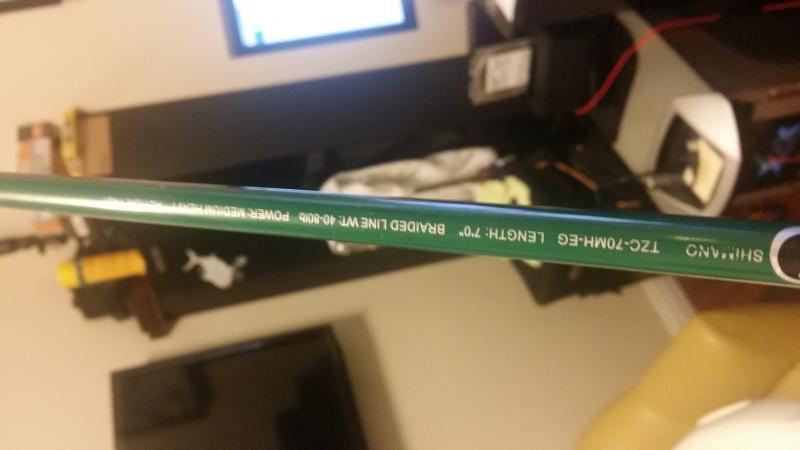 SHIMANO TZC-70MH-EG LENGTH: 7'0" BRAIDED LINE WT: 40-80lb POWER: MEDIUM HEAVY